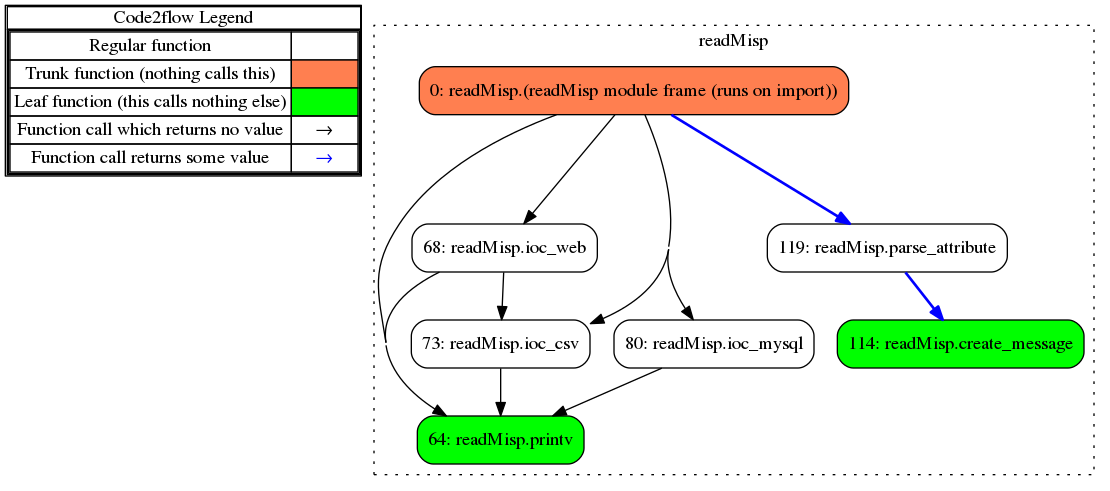 Code2flow Legend
Regular function
Trunk function (nothing calls this)
Leaf function (this calls nothing else)
Function call which returns no value →
Function call returns some value →
readMisp
0: readMisp.(readMisp module frame (runs on import))
68: readMisp.ioc_web
119: readMisp.parse_attribute
73: readMisp.ioc_csv
80: readMisp.ioc_mysql
114: readMisp.create_message
64: readMisp.printv